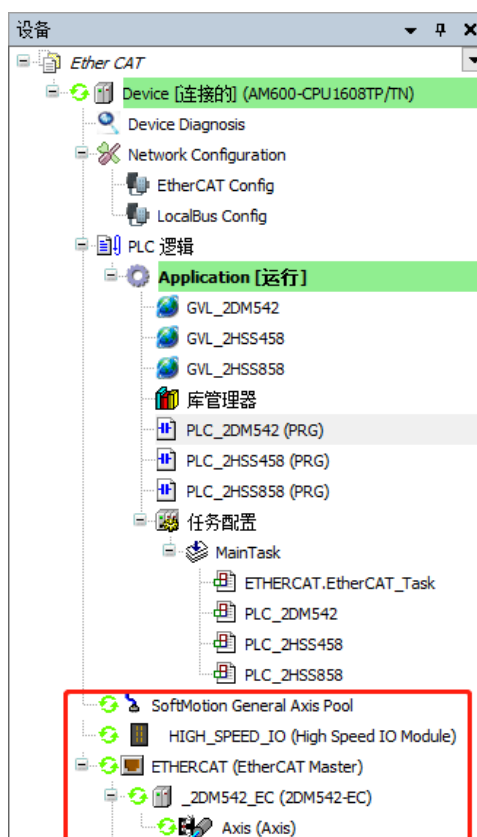 设备
Ether CAT
Device [连接的] (AM600-CPU1608TP/TN)
Device Diagnosis
Network Configuration
EtherCAT Config
LocalBus Config
PLC 逻辑
Application [运行]
GVL_2DM542
GVL_2HSS458
GVL_2HSS858
库管理器
PLC_2DM542 (PRG)
PLC_2HSS458 (PRG)
PLC_2HSS858 (PRG)
任务配置
MainTask
ETHERCAT.EtherCAT_Task
PLC_2DM542
PLC_2HSS458
PLC_2HSS858
SoftMotion General Axis Pool
HIGH_SPEED_IO (High Speed IO Module)
ETHERCAT (EtherCAT Master)
_2DM542_EC (2DM542-EC)
Axis (Axis)